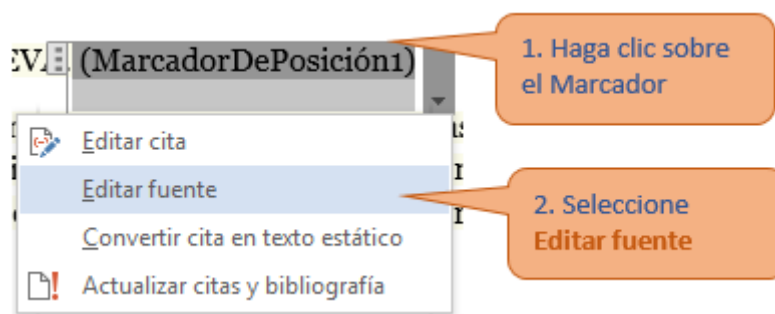 (MarcadorDePosición1)
1. Haga clic sobre
el Marcador
Editar cita
Editar fuente
2. Seleccione
Editar fuente
Convertir cita en texto estático
Actualizar citas y bibliografía